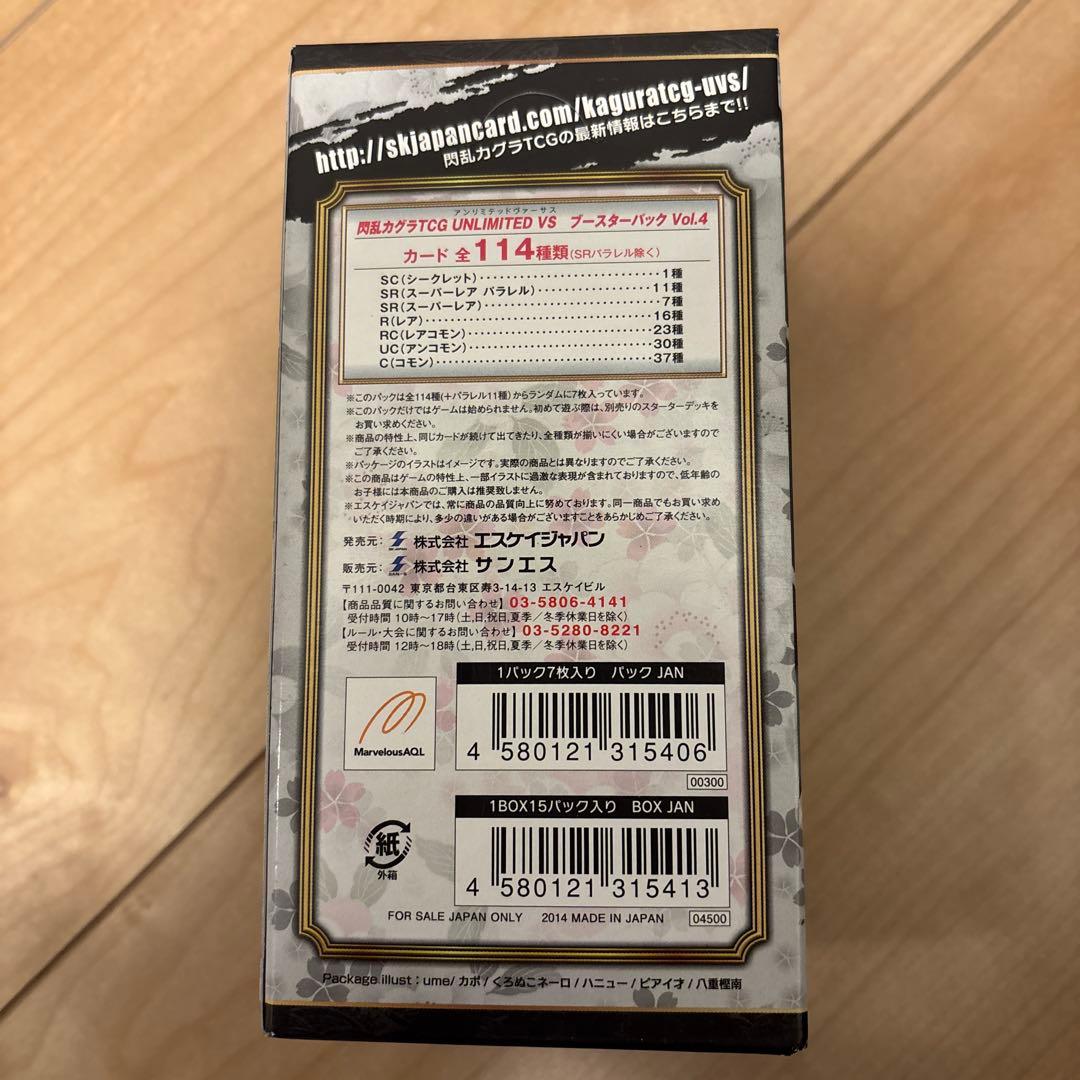 http://skjapancard.com/kaguratcg-uvs/
閃乱カグラTCGの最新情報はこちらまで!!
アンリミテッドヴァーサス
閃乱カグラTCG UNLIMITED VS ブースターパック Vol.4
カード 全114種類(SRパラレル除く)
SC(シークレット)・・・・・・・・・・・・・・・・・・・・・・・・・・1種
SR(スーパーレア パラレル)・・・・・・・・・・・・・・・・11種
SR(スーパーレア)・・・・・・・・・・・・・・・・・・・・・・・・・7種
R(レア)・・・・・・・・・・・・・・・・・・・・・・・・・・・・・・・・16種
RC(レアコモン)・・・・・・・・・・・・・・・・・・・・・・・・・・23種
UC(アンコモン)・・・・・・・・・・・・・・・・・・・・・・・・・・30種
C(コモン)・・・・・・・・・・・・・・・・・・・・・・・・・・・・・・・37種
※このパックは全114種(+パラレル11種)からランダムに7枚入っています。
※このパックだけではゲームは始められません。初めて遊ぶ際は、別売りのスターターデッキを
お買い求めください。
※商品の特性上、同じカードが続けて出てきたり、全種類が揃いにくい場合がございますので
ご了承ください。
※パッケージのイラストはイメージです。実際の商品とは異なりますのでご了承ください。
※この商品はゲームの特性上、一部イラストに過激な表現が含まれておりますので、低年齢の
お子様には本商品のご購入は推奨致しません。
※エスケイジャパンでは、常に商品の品質向上に努めております。同一商品でもお買い求め
いただく時期により、多少の違いがある場合がございますことをあらかじめご了承ください。
発売元: 株式会社 エスケイジャパン
販売元: 株式会社 サンエス
〒111-0042 東京都台東区寿3-14-13 エスケイビル
【商品品質に関するお問い合わせ】03-5806-4141
受付時間 10時〜17時(土,日,祝日,夏季/冬季休業日を除く)
【ルール・大会に関するお問い合わせ】03-5280-8221
受付時間 12時〜18時(土,日,祝日,夏季/冬季休業日を除く)
1パック7枚入り パック JAN
4 580121 315406
00300
MarvelousAQL
1BOX15パック入り BOX JAN
4 580121 315413
04500
紙
外箱
FOR SALE JAPAN ONLY 2014 MADE IN JAPAN
Package illust:ume/カポ/くろぬこネーロ/ハニュー/ピアイ才/八重樫南